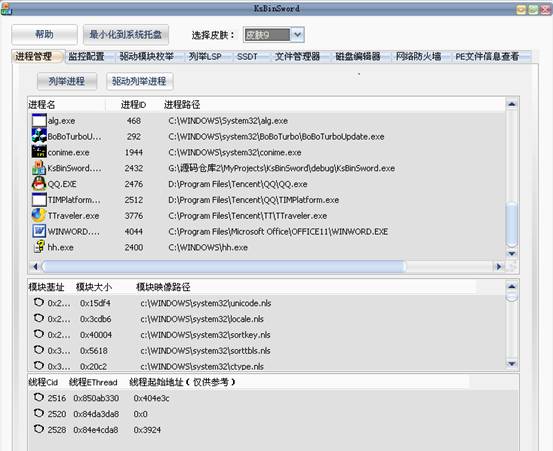 KsBinSword
帮助 最小化到系统托盘 选择皮肤: 皮肤9
进程管理 监控配置 驱动模块枚举 列举LSP SSDT 文件管理器 磁盘编辑器 网络防火墙 PE文件信息查看
列举进程 驱动列举进程
进程名 进程ID 进程路径
alg.exe 468 C:\WINDOWS\System32\alg.exe
BoBoTurboU... 292 C:\WINDOWS\system32\BoBoTurbo\BoBoTurboUpdate.exe
conime.exe 1944 C:\WINDOWS\system32\conime.exe
KsBinSword.... 2432 G:\源码仓库2\MyProjects\KsBinSword\debug\KsBinSword.exe
QQ.EXE 2476 D:\Program Files\Tencent\QQ\QQ.exe
TIMPlatform... 2512 D:\Program Files\Tencent\QQ\TIMPlatform.exe
TTraveler.exe 3776 C:\Program Files\Tencent\TT\TTraveler.exe
WINWORD.... 4044 C:\Program Files\Microsoft Office\OFFICE11\WINWORD.EXE
hh.exe 2400 C:\WINDOWS\hh.exe
模块基址 模块大小 模块映像路径
0x2... 0x15df4 c:\WINDOWS\system32\unicode.nls
0x2... 0x3cdb6 c:\WINDOWS\system32\locale.nls
0x2... 0x40004 c:\WINDOWS\system32\sortkey.nls
0x3... 0x5618 c:\WINDOWS\system32\sorttbls.nls
0x3... 0x20c2 c:\WINDOWS\system32\ctype.nls
线程Cid 线程EThread 线程起始地址(仅供参考)
2516 0x850ab330 0x404e3c
2520 0x84da3da8 0x0
2528 0x84e4cda8 0x3924